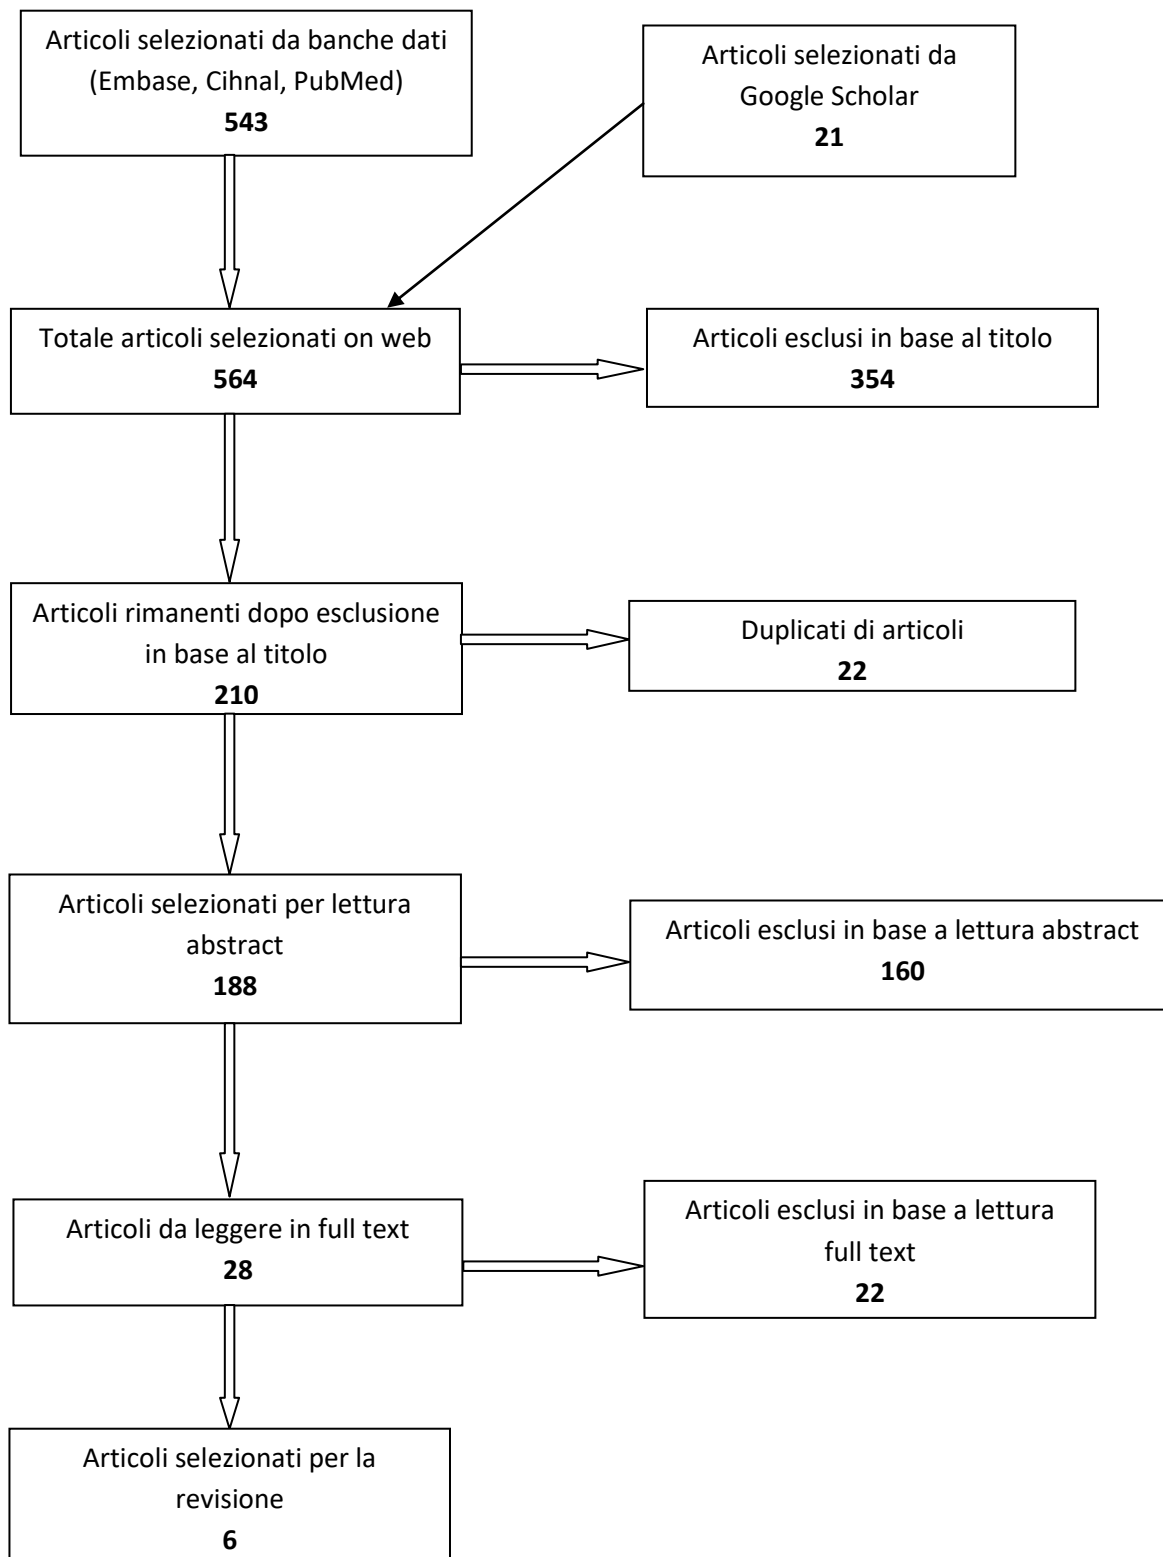 Articoli selezionati da banche dati
(Embase, Cihnal, PubMed)
543
Articoli selezionati da
Google Scholar
21
Totale articoli selezionati on web
564
Articoli esclusi in base al titolo
354
Articoli rimanenti dopo esclusione
in base al titolo
210
Duplicati di articoli
22
Articoli selezionati per lettura
abstract
188
Articoli esclusi in base a lettura abstract
160
Articoli da leggere in full text
28
Articoli esclusi in base a lettura
full text
22
Articoli selezionati per la
revisione
6